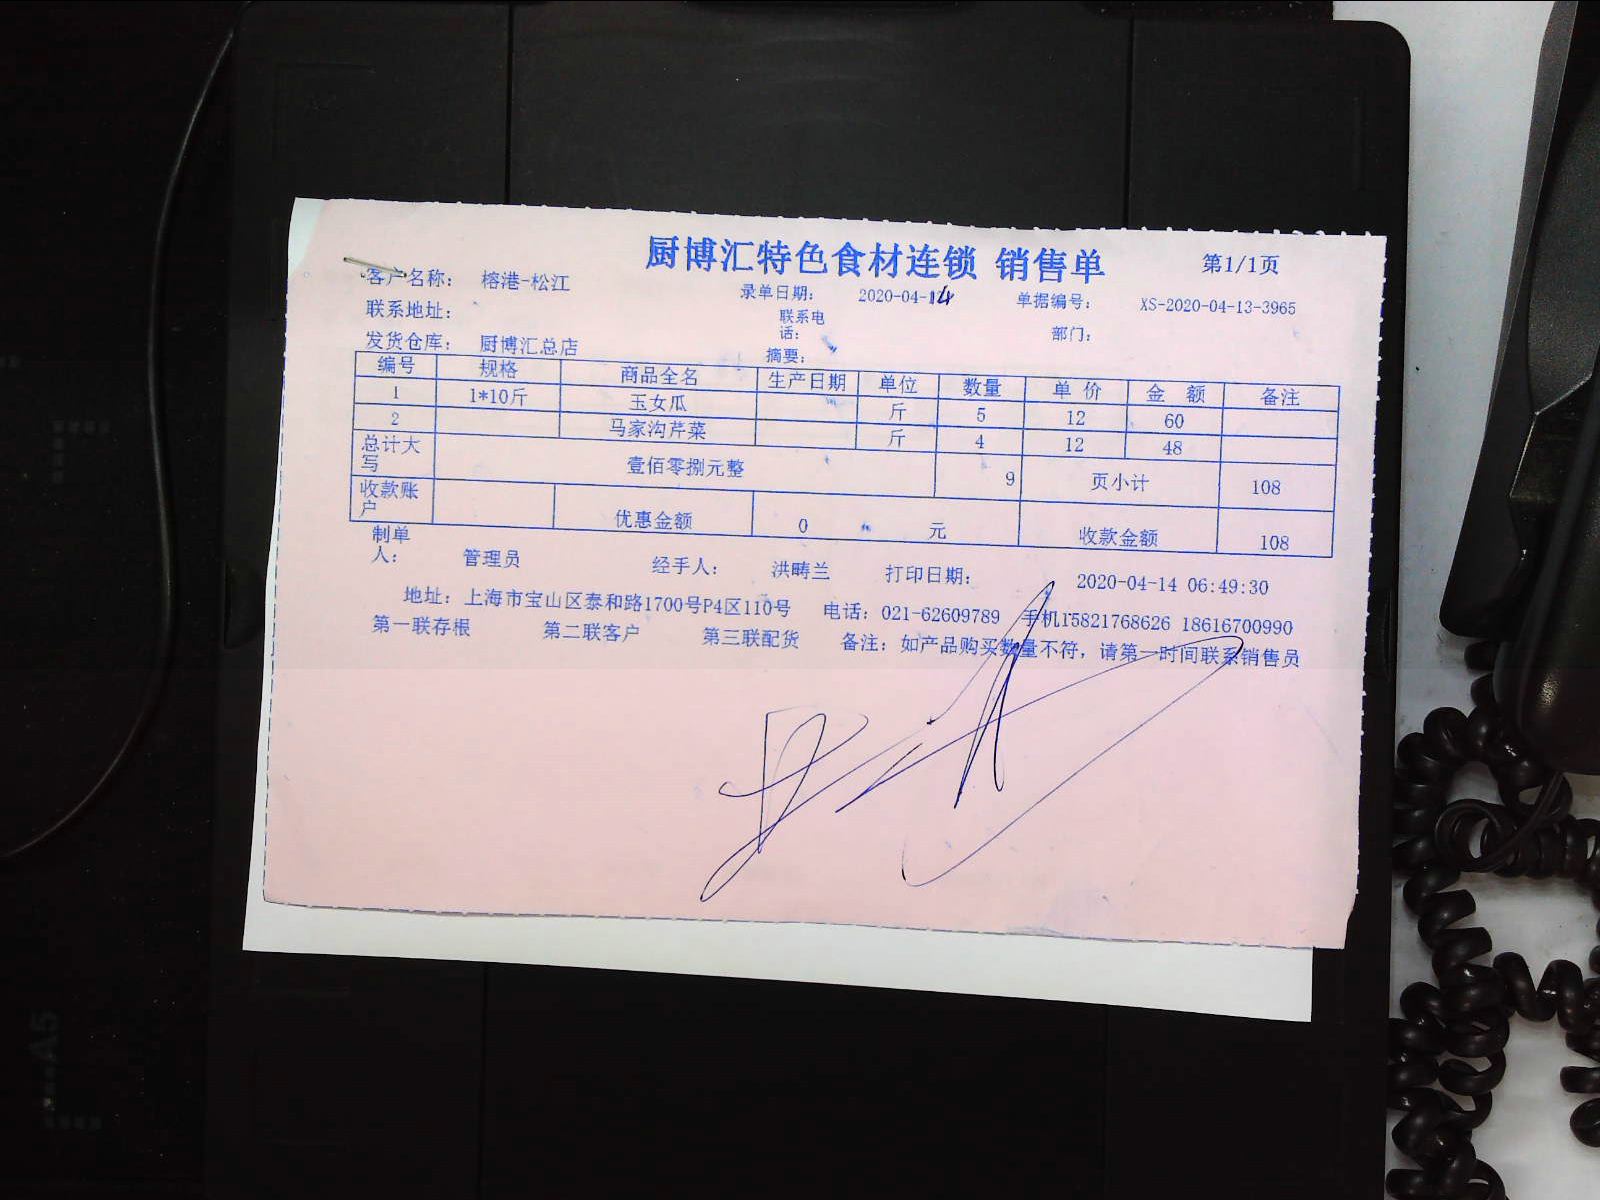 厨博汇特色食材连锁 销售单 第1/1页
客户名称: 榕港-松江 录单日期: 2020-04-14 单据编号: XS-2020-04-13-3965
联系地址: 联系电话: 部门:
发货仓库: 厨博汇总店 摘要:
编号 规格 商品全名 生产日期 单位 数量 单 价 金 额 备注
1 1*10斤 玉女瓜 斤 5 12 60
2 马家沟芹菜 斤 4 12 48
总计大写 壹佰零捌元整 9 页小计 108
收款账户 优惠金额 0 元 收款金额 108
制单人: 管理员 经手人: 洪畴兰 打印日期: 2020-04-14 06:49:30
地址: 上海市宝山区泰和路1700号P4区110号 电话: 021-62609789 手机15821768626 18616700990
第一联存根 第二联客户 第三联配货 备注: 如产品购买数量不符, 请第一时间联系销售员
A5